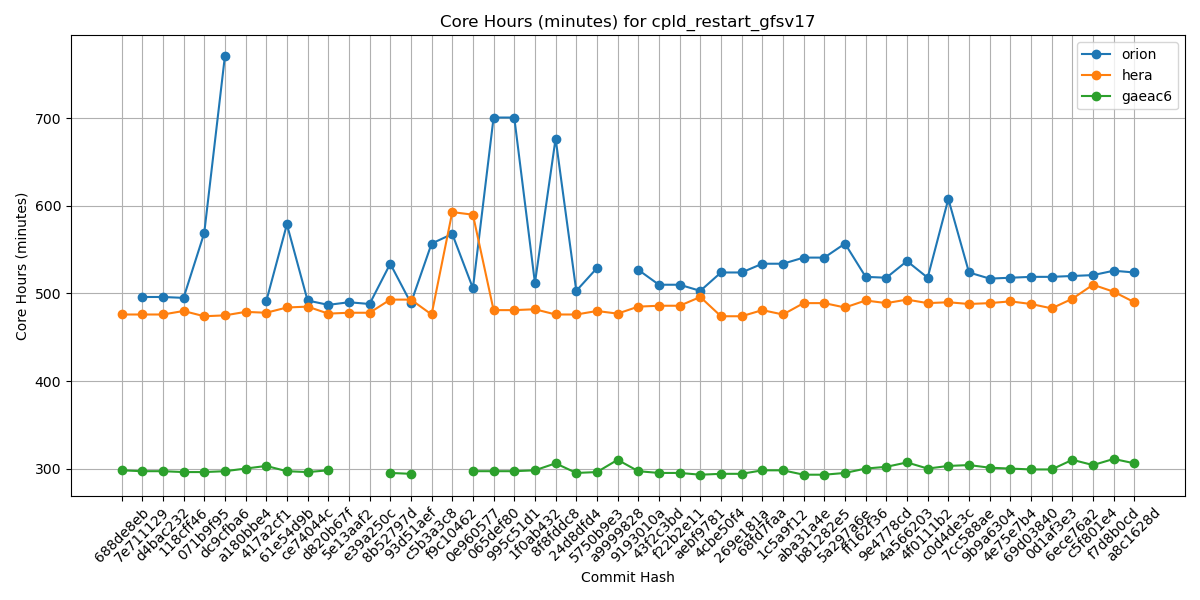 Core Hours (minutes) for cpld_restart_gfsv17
orion
hera
gaeac6
Core Hours (minutes)
700
600
500
400
300
688de8eb
7e711129
d4bac232
118cff46
071b9f95
dc9cfba6
a180bbe4
417a2cf1
61e54d9b
ce74044c
d820b67f
5e13aaf2
e39a250c
8b52797d
93d51aef
c5b3a3c8
f9c10462
0e960577
065def80
995c51d1
1f0ab432
8f8fddc8
24d8dfd4
5750b9e3
a9999828
9193010a
43f253bd
f22b2e11
aebf9781
4cbe50f4
269e181a
68fd7faa
1c5a9f12
aba31a4e
b81282e5
5a297a6e
ff162f36
9e4778cd
4a566203
4f0111b2
c0d4de3c
7cc588ae
9b9a6304
4e75e7b4
69d03840
0d1af3e3
6ece76a2
c5f801e4
f7d8b0cd
a8c1628d
Commit Hash